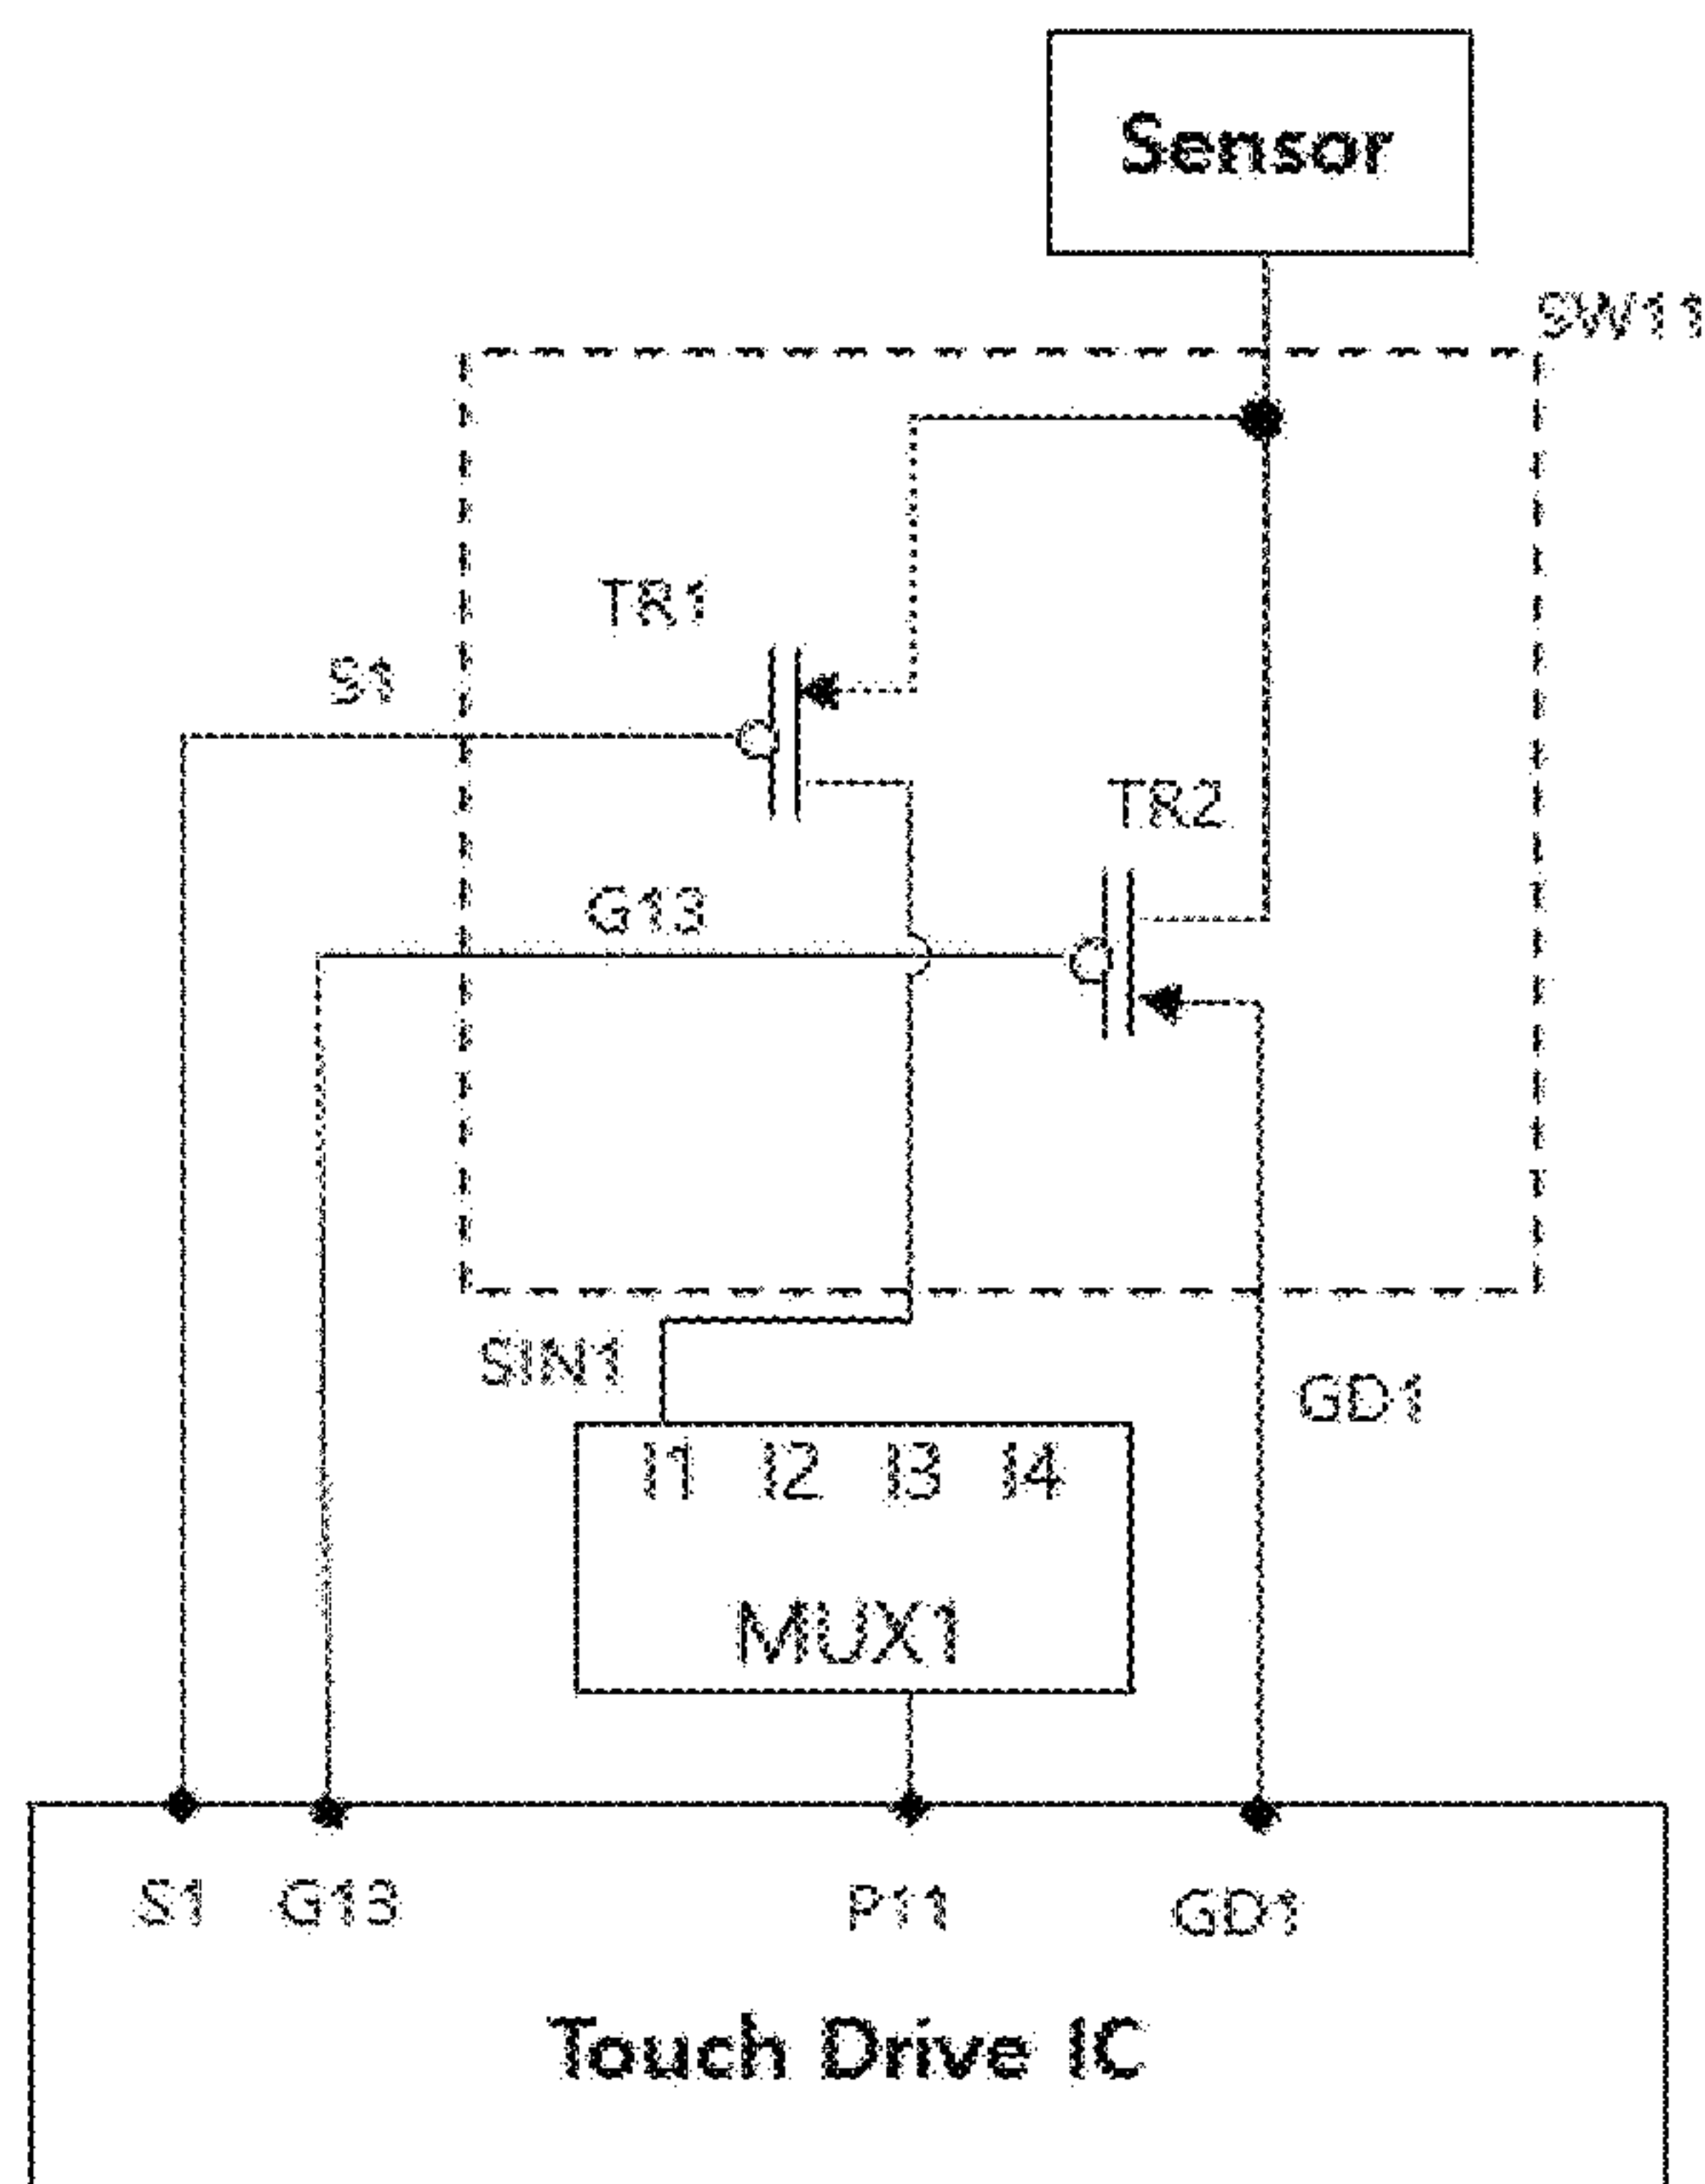 Sensor
SW11
TR1
S1
TR2
G13
SIN1
GD1
I1 I2 I3 I4
MUX1
S1 G13 P11 GD1
Touch Drive IC